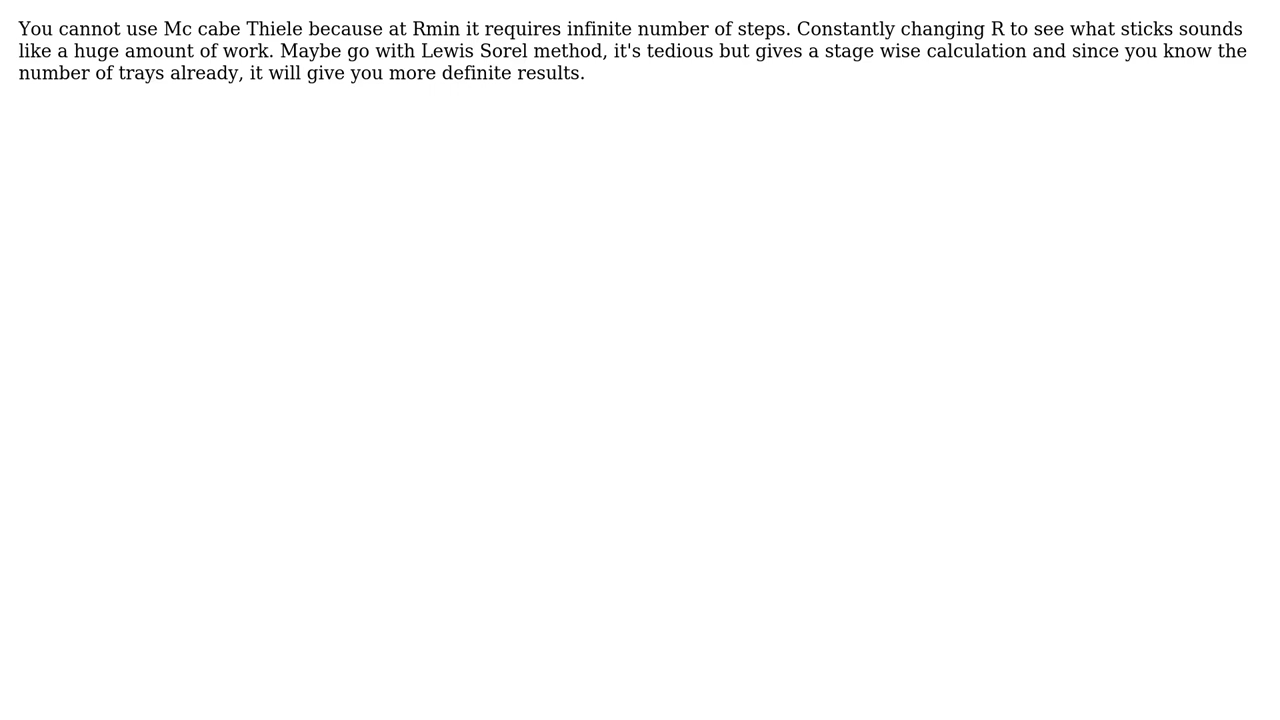 You cannot use Mc cabe Thiele because at Rmin it requires infinite number of steps. Constantly changing R to see what sticks sounds
like a huge amount of work. Maybe go with Lewis Sorel method, it's tedious but gives a stage wise calculation and since you know the
number of trays already, it will give you more definite results.